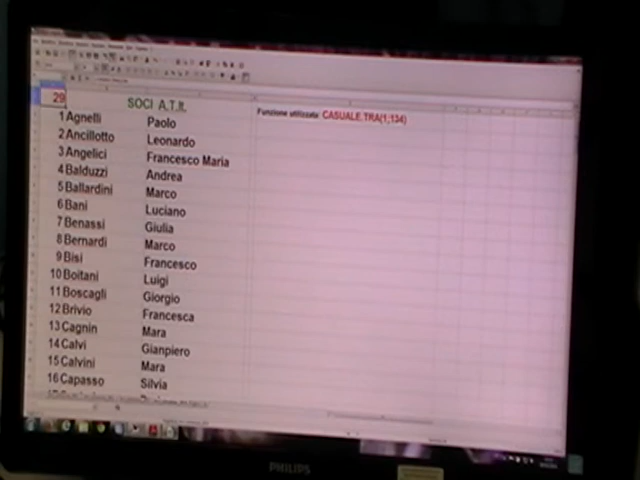 29 SOCI A.T.It. Funzione utilizzata: CASUALE.TRA(1;134)
1 Agnelli Paolo
2 Ancillotto Leonardo
3 Angelici Francesco Maria
4 Balduzzi Andrea
5 Ballardini Marco
6 Bani Luciano
7 Benassi Giulia
8 Bernardi Marco
9 Bisi Francesco
10 Boitani Luigi
11 Boscagli Giorgio
12 Brivio Francesca
13 Cagnin Mara
14 Calvi Gianpiero
15 Calvini Mara
16 Capasso Silvia
PHILIPS